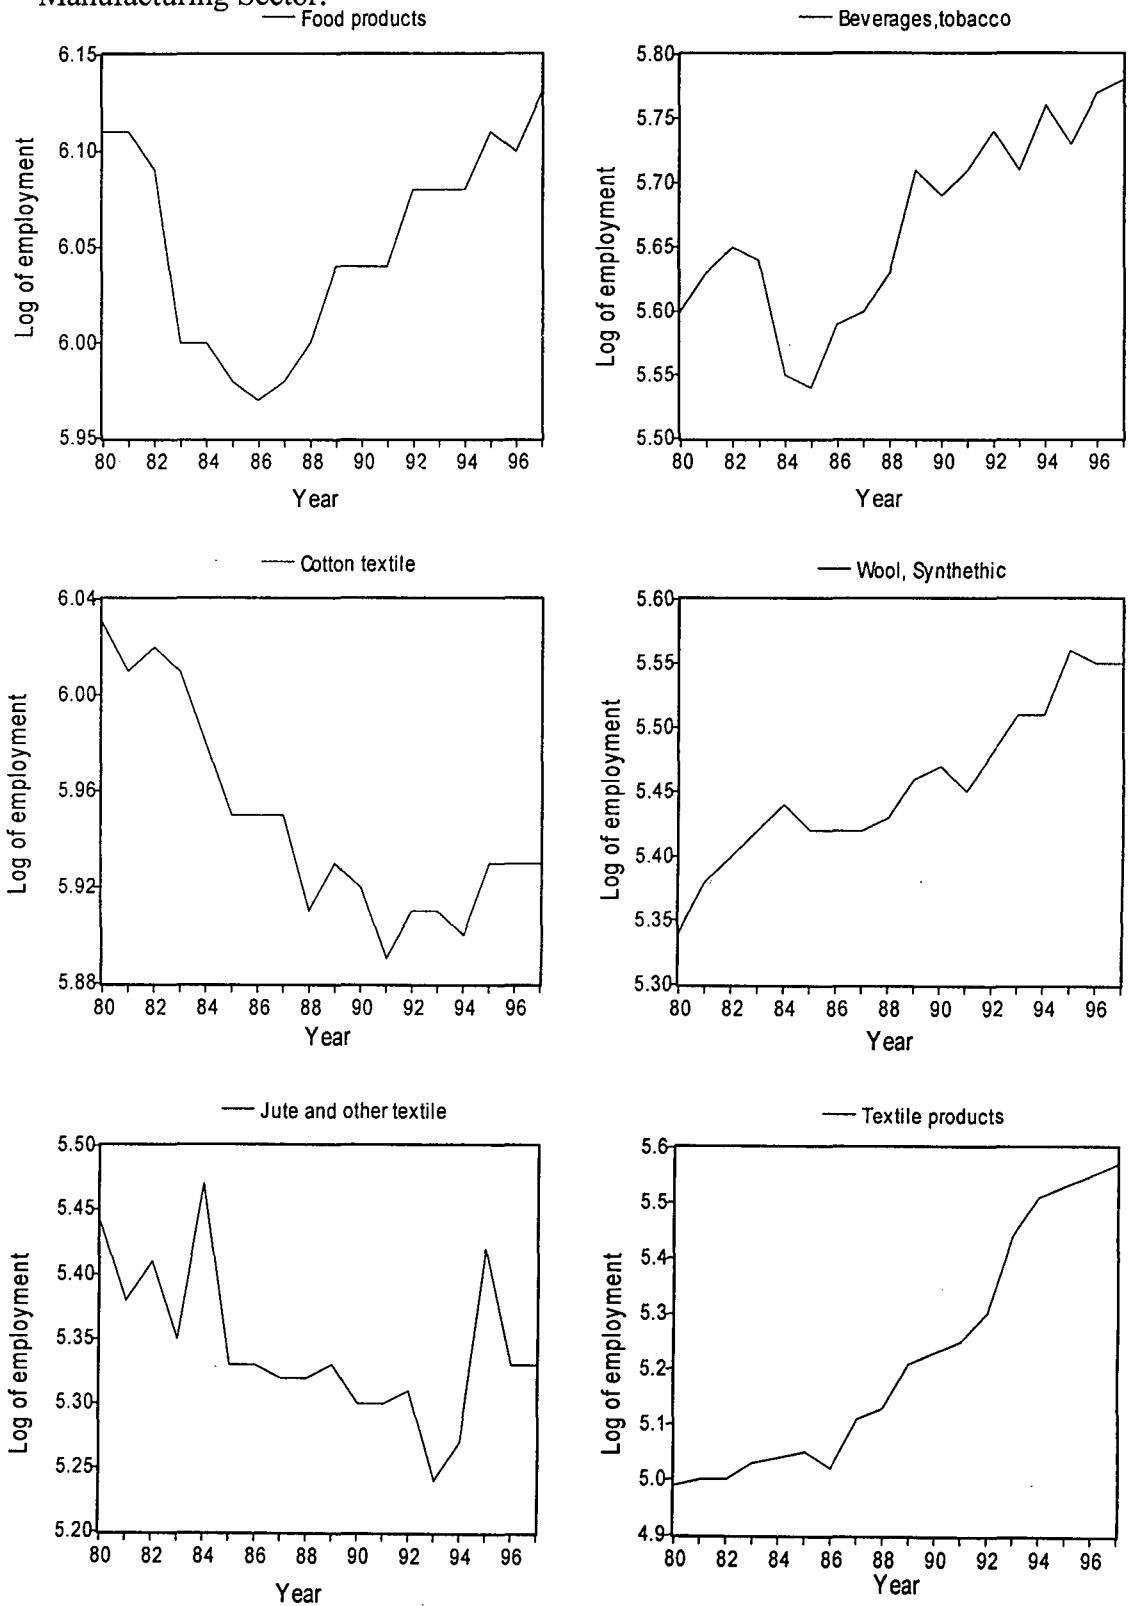 Manufacturing Sector.
Food products
6.15
6.10
6.05
6.00
5.95
Log of employment
80 82 84 86 88 90 92 94 96
Year
Beverages,tobacco
5.80
5.75
5.70
5.65
5.60
5.55
5.50
Log of employment
80 82 84 86 88 90 92 94 96
Year
Cotton textile
6.04
6.00
5.96
5.92
5.88
Log of employment
80 82 84 86 88 90 92 94 96
Year
Wool, Synthethic
5.60
5.55
5.50
5.45
5.40
5.35
5.30
Log of employment
80 82 84 86 88 90 92 94 96
Year
Jute and other textile
5.50
5.45
5.40
5.35
5.30
5.25
5.20
Log of employment
80 82 84 86 88 90 92 94 96
Year
Textile products
5.6
5.5
5.4
5.3
5.2
5.1
5.0
4.9
Log of employment
80 82 84 86 88 90 92 94 96
Year